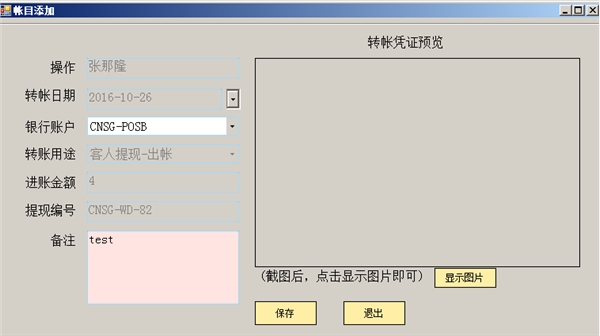 帐目添加
转帐凭证预览
操作 张那隆
转帐日期 2016-10-26
银行账户 CNSG-POSB
转账用途 客人提现-出帐
进账金额 4
提现编号 CNSG-WD-82
备注 test
(截图后，点击显示图片即可) 显示图片
保存 退出